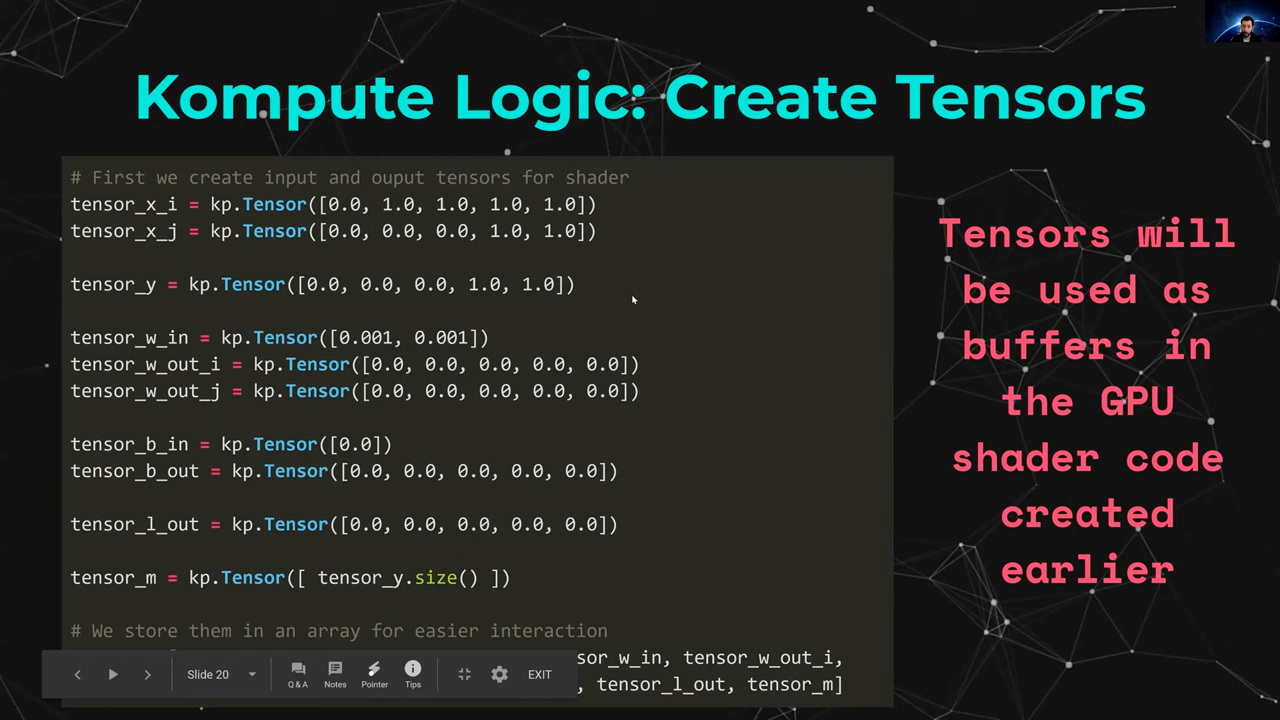 Kompute Logic: Create Tensors
# First we create input and ouput tensors for shader
tensor_x_i = kp.Tensor([0.0, 1.0, 1.0, 1.0, 1.0])
tensor_x_j = kp.Tensor([0.0, 0.0, 0.0, 1.0, 1.0])
tensor_y = kp.Tensor([0.0, 0.0, 0.0, 1.0, 1.0])
tensor_w_in = kp.Tensor([0.001, 0.001])
tensor_w_out_i = kp.Tensor([0.0, 0.0, 0.0, 0.0, 0.0])
tensor_w_out_j = kp.Tensor([0.0, 0.0, 0.0, 0.0, 0.0])
tensor_b_in = kp.Tensor([0.0])
tensor_b_out = kp.Tensor([0.0, 0.0, 0.0, 0.0, 0.0])
tensor_l_out = kp.Tensor([0.0, 0.0, 0.0, 0.0, 0.0])
tensor_m = kp.Tensor([ tensor_y.size() ])
# We store them in an array for easier interaction
sor_w_in, tensor_w_out_i,
, tensor_l_out, tensor_m]
Tensors will
be used as
buffers in
the GPU
shader code
created
earlier
Slide 20
Q & A
Notes
Pointer
Tips
EXIT